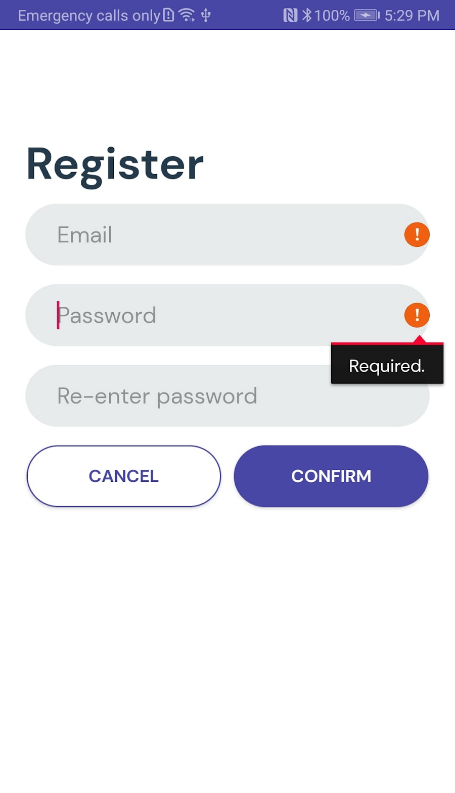 Emergency calls only 100% 5:29 PM
Register
Email
!
Password
!
Required.
Re-enter password
CANCEL CONFIRM